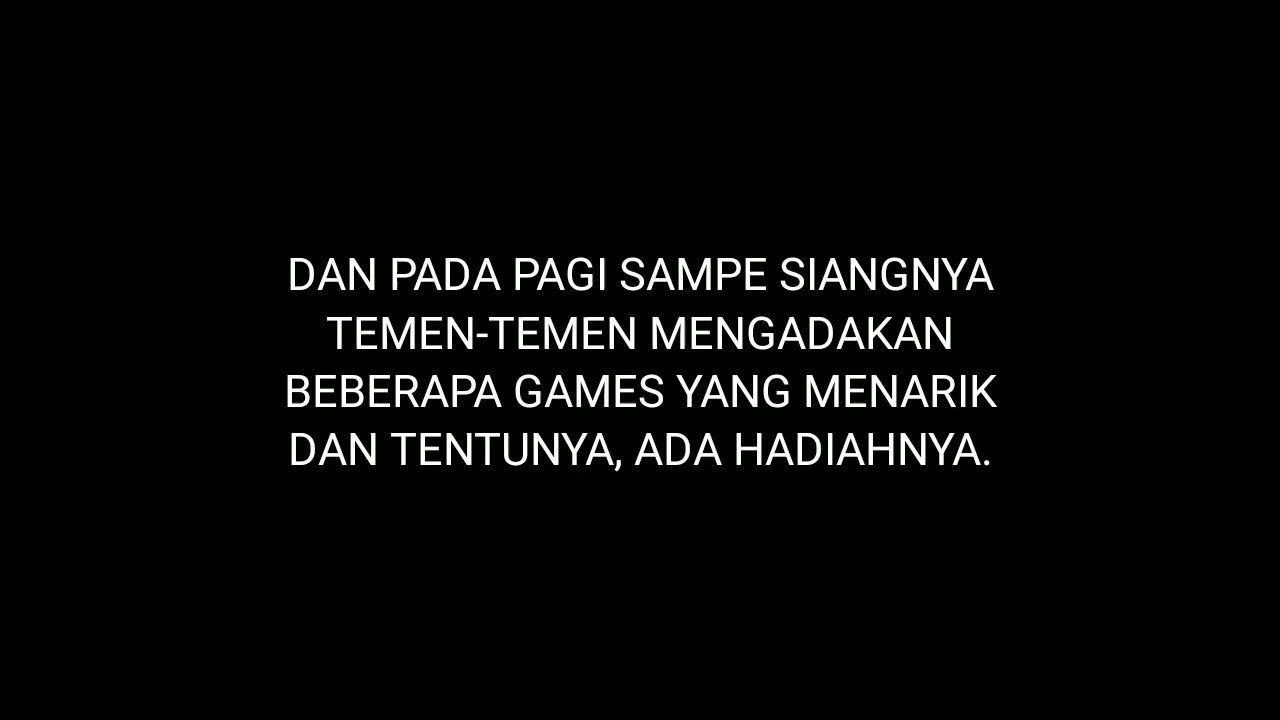 DAN PADA PAGI SAMPE SIANGNYA
TEMEN-TEMEN MENGADAKAN
BEBERAPA GAMES YANG MENARIK
DAN TENTUNYA, ADA HADIAHNYA.